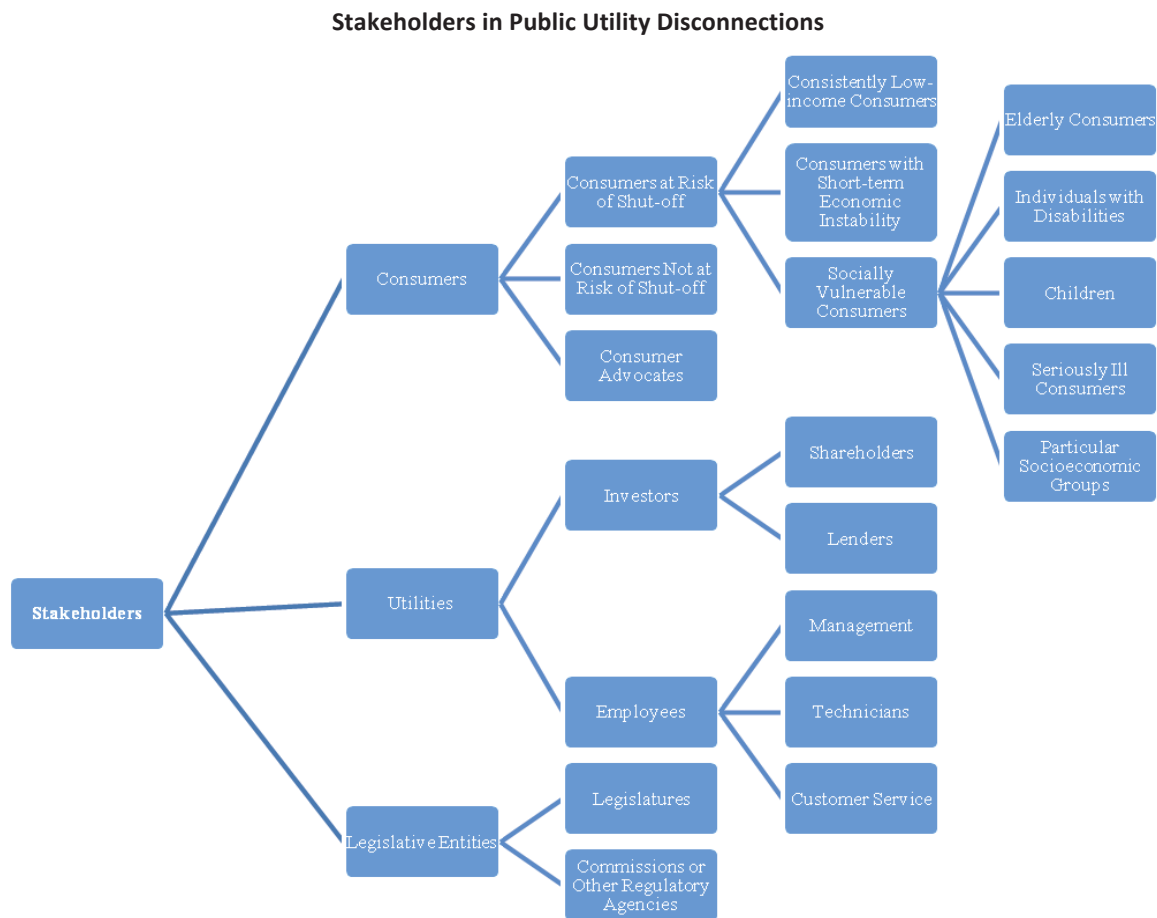 Stakeholders in Public Utility Disconnections
Stakeholders
Consumers
Consumers at Risk
of Shut-off
Consistently Low-
income Consumers
Consumers with
Short-term
Economic
Instability
Socially
Vulnerable
Consumers
Elderly Consumers
Individuals with
Disabilities
Children
Seriously Ill
Consumers
Particular
Socioeconomic
Groups
Consumers Not at
Risk of Shut-off
Consumer
Advocates
Utilities
Investors
Shareholders
Lenders
Employees
Management
Technicians
Customer Service
Legislative Entities
Legislatures
Commissions or
Other Regulatory
Agencies